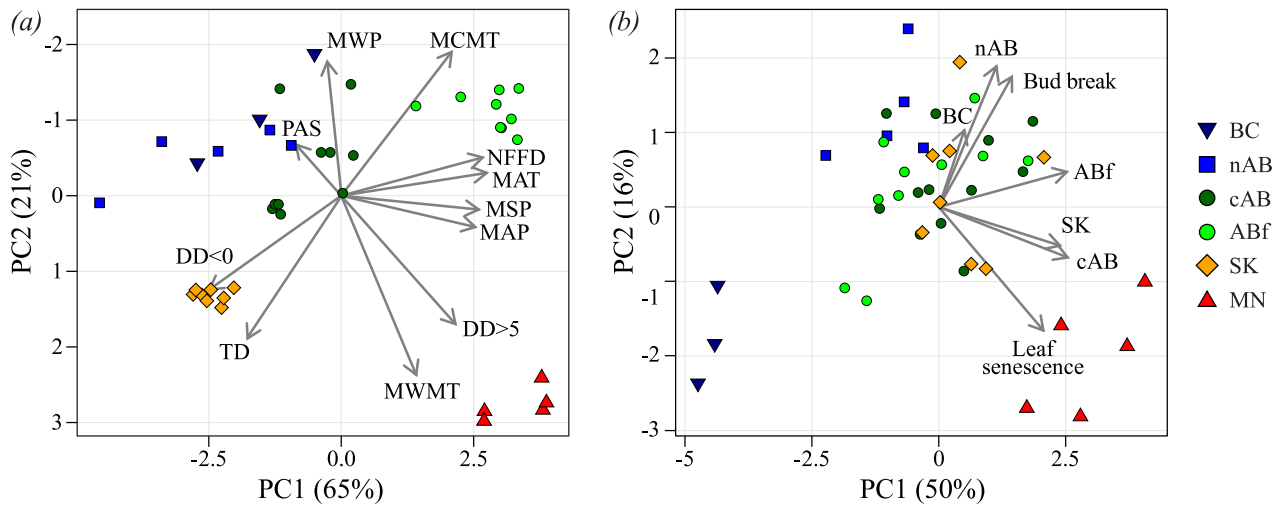 (a)
PC2 (21%)
-2
-1
0
1
2
3
MWP
MCMT
PAS
NFFD
MAT
MSP
MAP
DD<0
TD
DD>5
MWMT
-2.5
0.0
2.5
PC1 (65%)
(b)
PC2 (16%)
2
1
0
-1
-2
-3
nAB
Bud break
BC
ABf
SK
cAB
Leaf
senescence
-5
-2.5
0
2.5
PC1 (50%)
BC
nAB
cAB
ABf
SK
MN